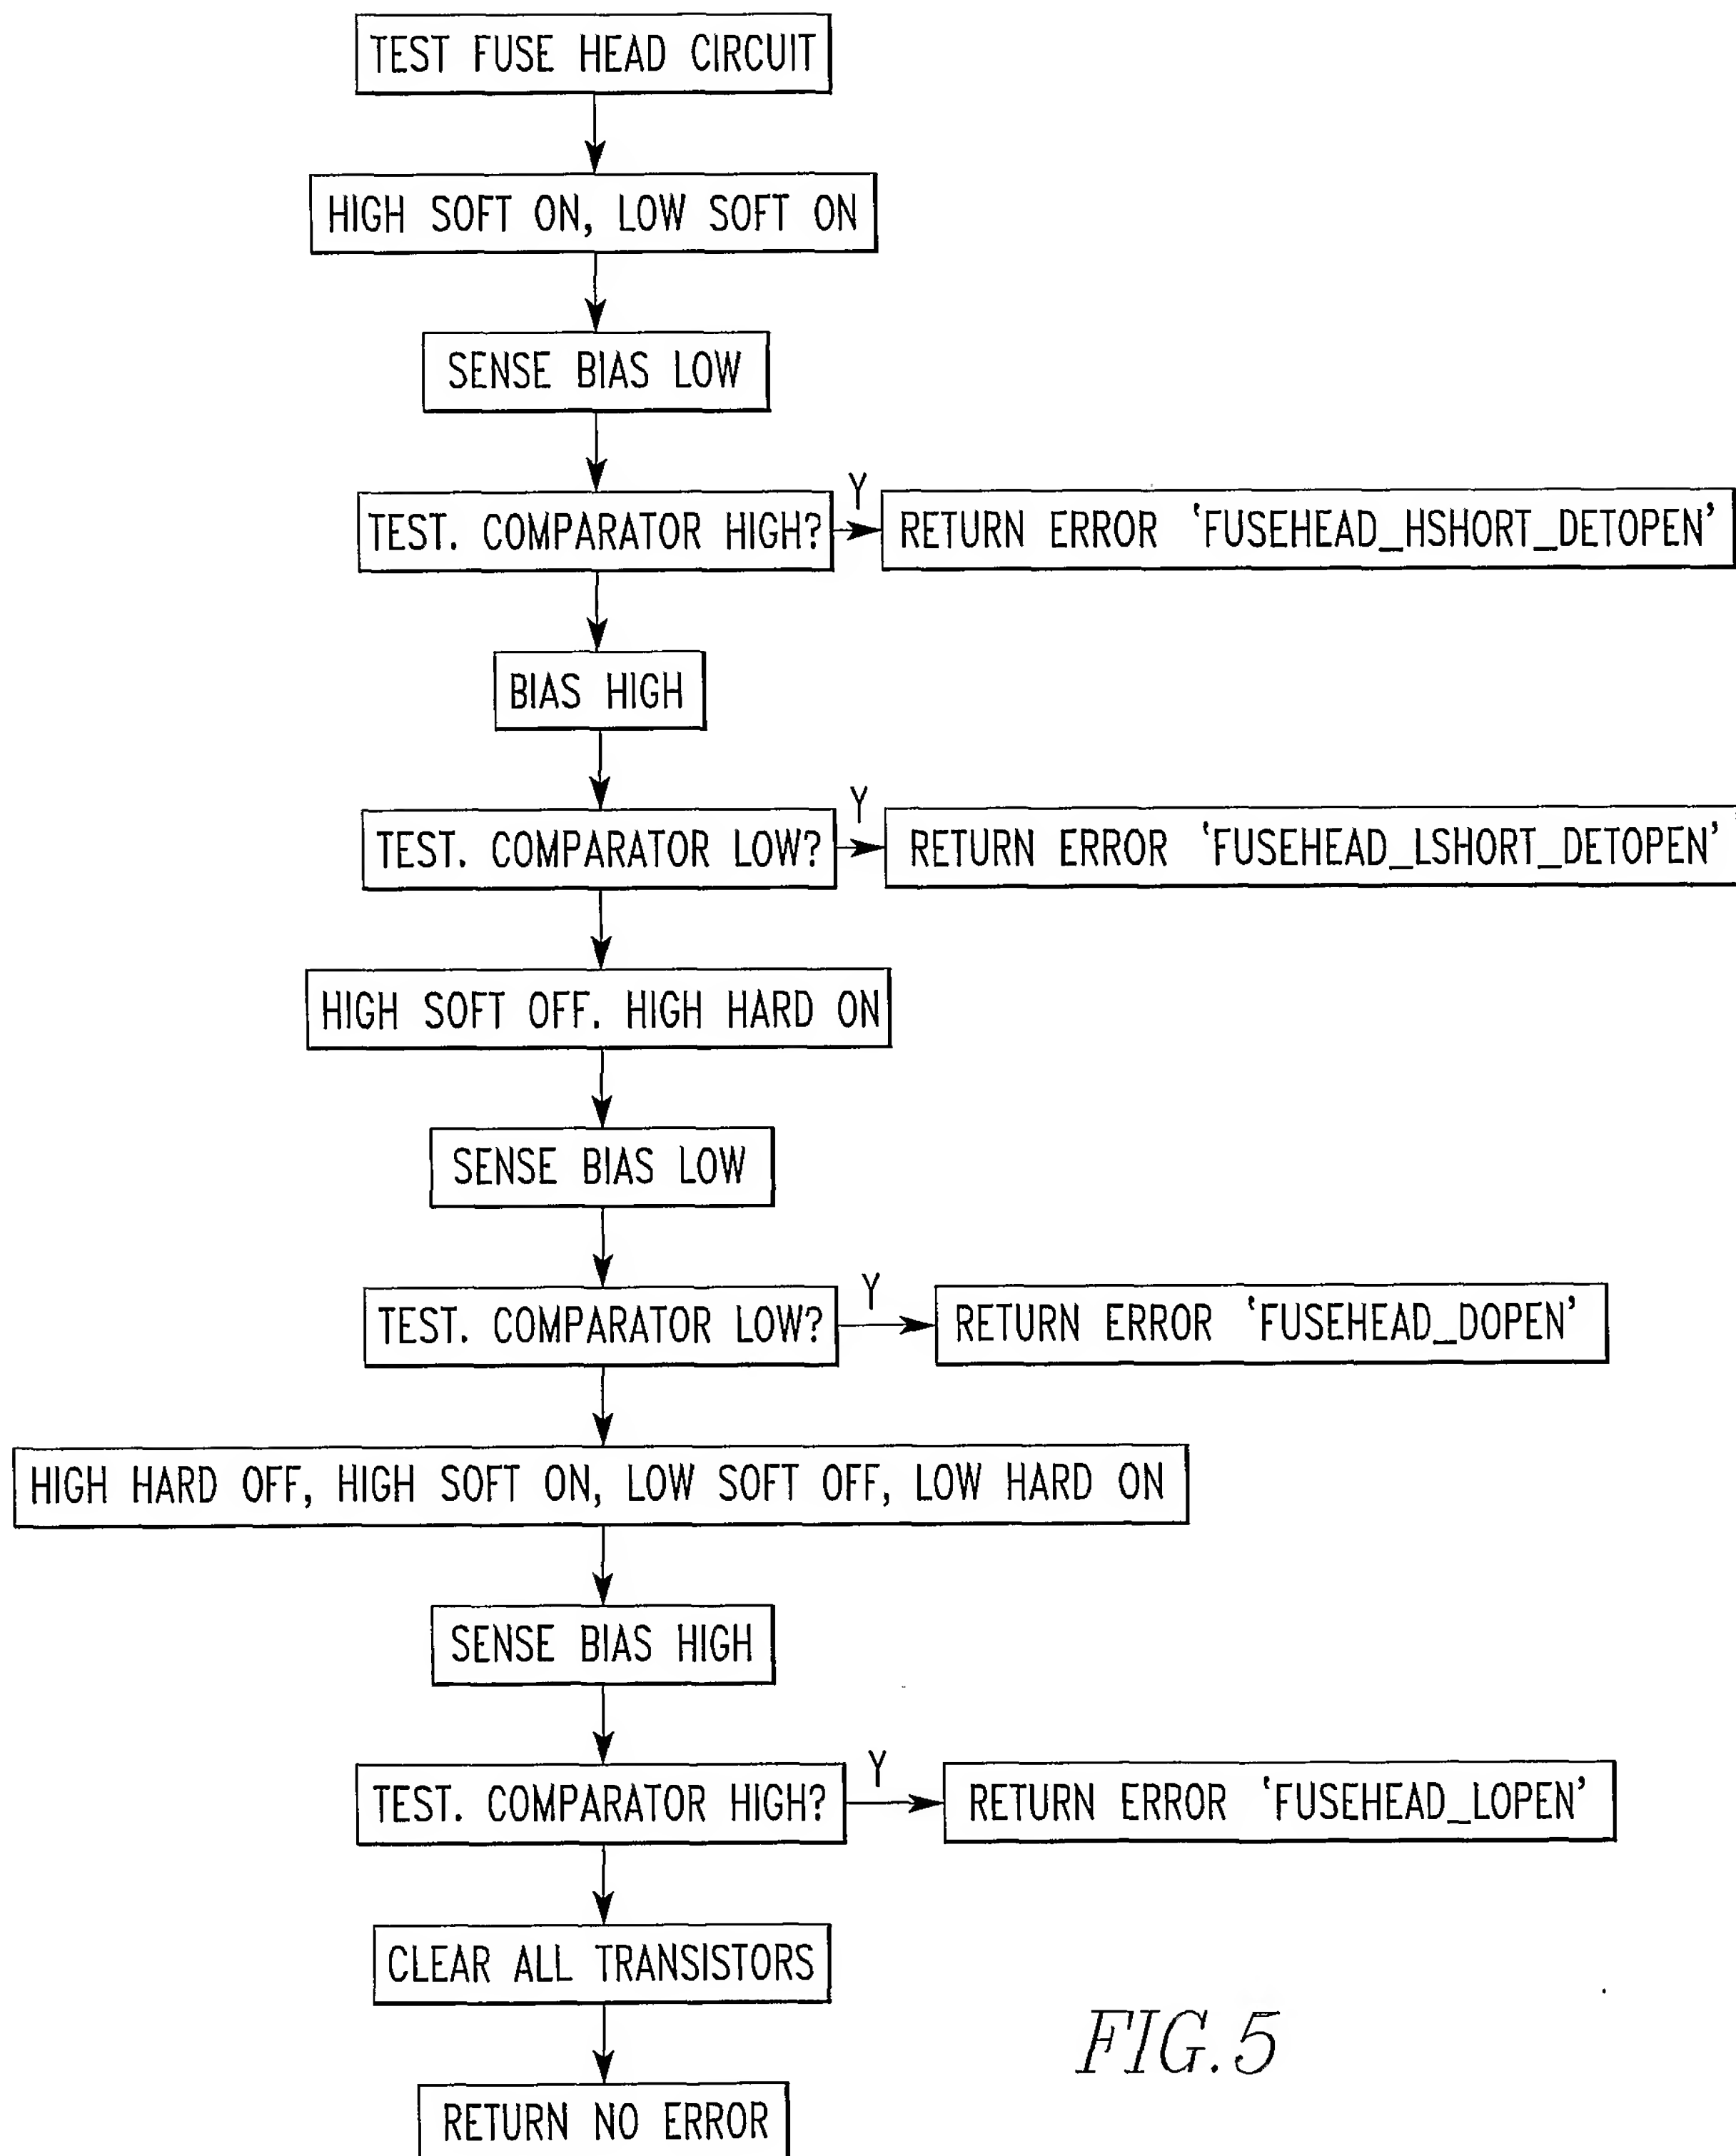 TEST FUSE HEAD CIRCUIT
HIGH SOFT ON, LOW SOFT ON
SENSE BIAS LOW
TEST. COMPARATOR HIGH?
Y
RETURN ERROR 'FUSEHEAD_HSHORT_DETOPEN'
BIAS HIGH
TEST. COMPARATOR LOW?
Y
RETURN ERROR 'FUSEHEAD_LSHORT_DETOPEN'
HIGH SOFT OFF. HIGH HARD ON
SENSE BIAS LOW
TEST. COMPARATOR LOW?
Y
RETURN ERROR 'FUSEHEAD_DOPEN'
HIGH HARD OFF, HIGH SOFT ON, LOW SOFT OFF, LOW HARD ON
SENSE BIAS HIGH
TEST. COMPARATOR HIGH?
Y
RETURN ERROR 'FUSEHEAD_LOPEN'
CLEAR ALL TRANSISTORS
RETURN NO ERROR
FIG.5